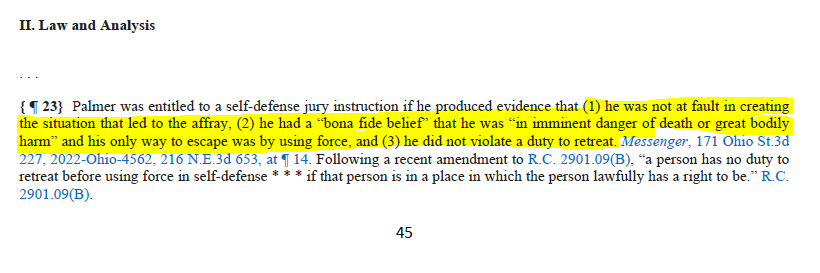 II. Law and Analysis
. . .
{¶ 23} Palmer was entitled to a self-defense jury instruction if he produced evidence that (1) he was not at fault in creating
the situation that led to the affray, (2) he had a “bona fide belief” that he was “in imminent danger of death or great bodily
harm” and his only way to escape was by using force, and (3) he did not violate a duty to retreat. Messenger, 171 Ohio St.3d
227, 2022-Ohio-4562, 216 N.E.3d 653, at ¶ 14. Following a recent amendment to R.C. 2901.09(B), “a person has no duty to
retreat before using force in self-defense * * * if that person is in a place in which the person lawfully has a right to be.” R.C.
2901.09(B).
45